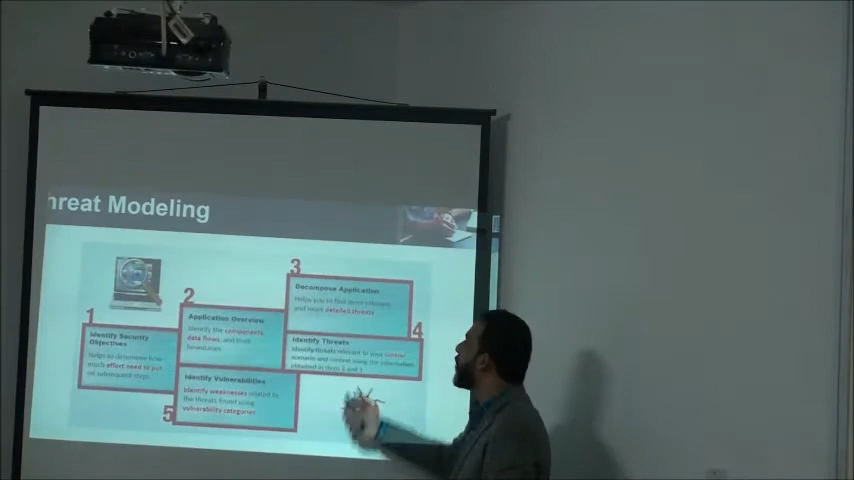 hreat Modeling
1
Identify Security
Objectives
Helps to determine how
much effort need to put
on subsequent steps
2
Application Overview
Identify the components,
data flows, and trust
boundaries
3
Decompose Application
Helps you to find more relevant
and more detailed threats
4
Identify Threats
Identify threats relevant to your control
scenario and context using the information
obtained in steps 2 and 3
5
Identify Vulnerabilities
Identify weaknesses related to
the threats found using
vulnerability categories